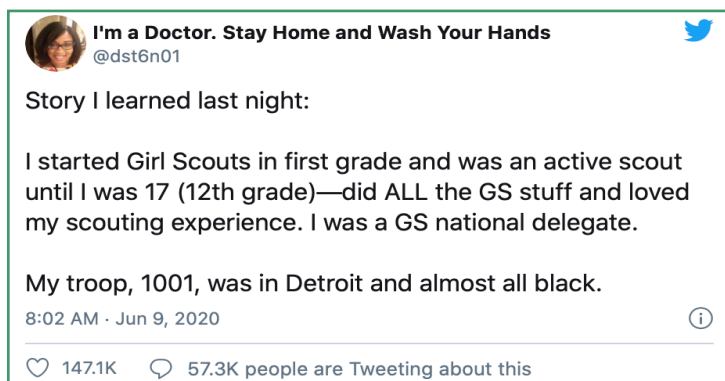 I'm a Doctor. Stay Home and Wash Your Hands
@dst6n01
Story I learned last night:
I started Girl Scouts in first grade and was an active scout
until I was 17 (12th grade)—did ALL the GS stuff and loved
my scouting experience. I was a GS national delegate.
My troop, 1001, was in Detroit and almost all black.
8:02 AM · Jun 9, 2020
147.1K 57.3K people are Tweeting about this